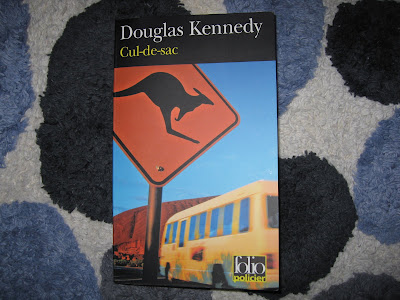 Douglas Kennedy
Cul-de-sac
folio
policier